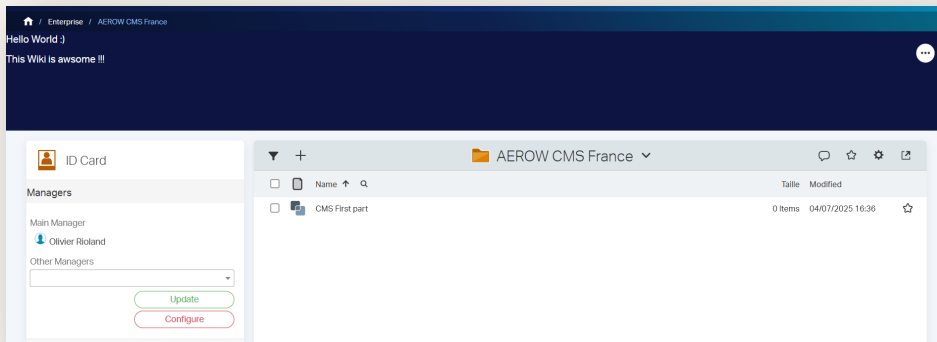 / Enterprise / AEROW CMS France
Hello World :)
This Wiki is awsome !!!
ID Card
Managers
Main Manager
Olivier Rioland
Other Managers
Update
Configure
AEROW CMS France
Name Taille Modified
CMS First part 0 Items 04/07/2025 16:36